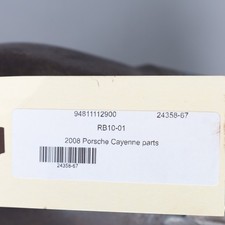 94811112900 24358-67
RB10-01
2008 Porsche Cayenne parts
24358-67